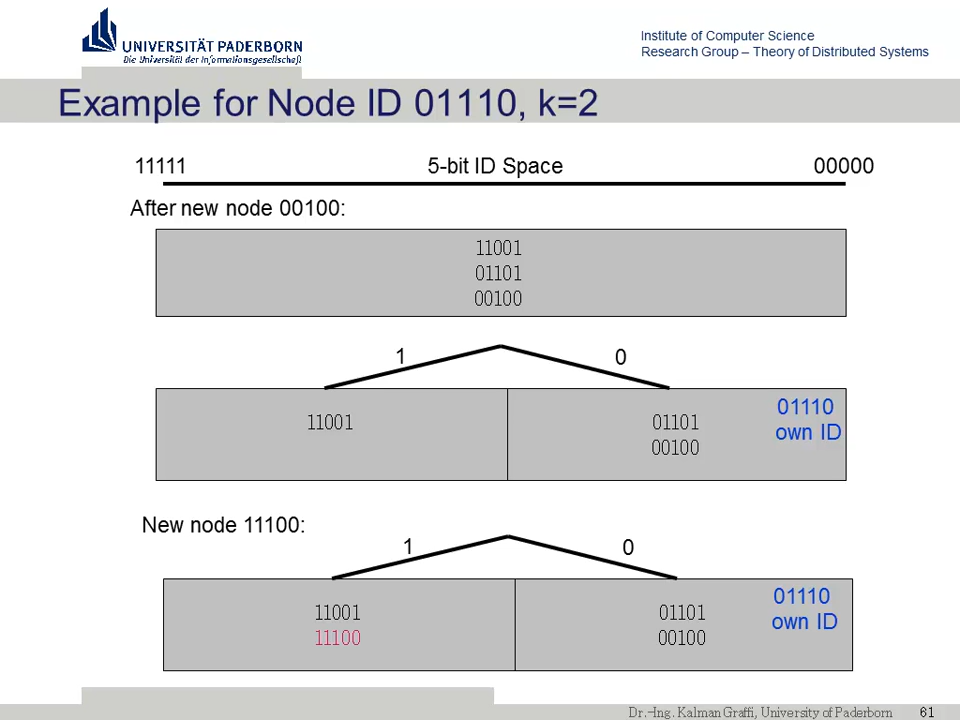 UNIVERSITÄT PADERBORN
Die Universität der Informationsgesellschaft
Institute of Computer Science
Research Group – Theory of Distributed Systems
Example for Node ID 01110, k=2
11111 5-bit ID Space 00000
After new node 00100:
11001
01101
00100
1 0
11001
01101
00100
01110
own ID
New node 11100:
1 0
11001
11100
01101
00100
01110
own ID
Dr.-Ing. Kalman Graffi, University of Paderborn 61